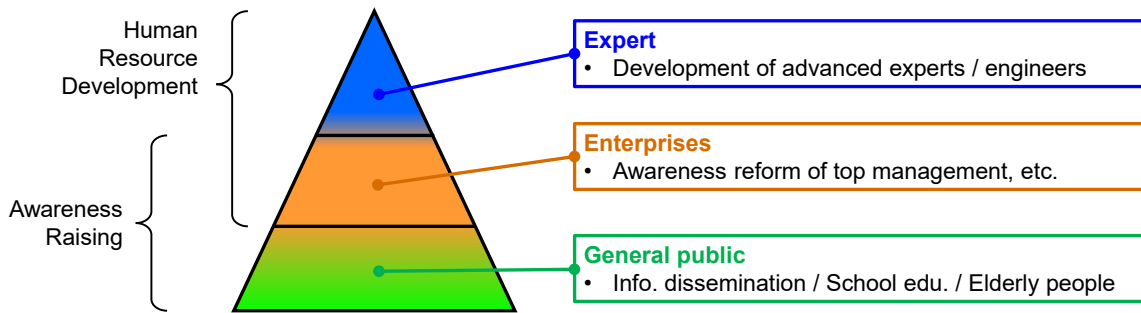 Human
Resource
Development
Awareness
Raising
Expert
• Development of advanced experts / engineers
Enterprises
• Awareness reform of top management, etc.
General public
• Info. dissemination / School edu. / Elderly people